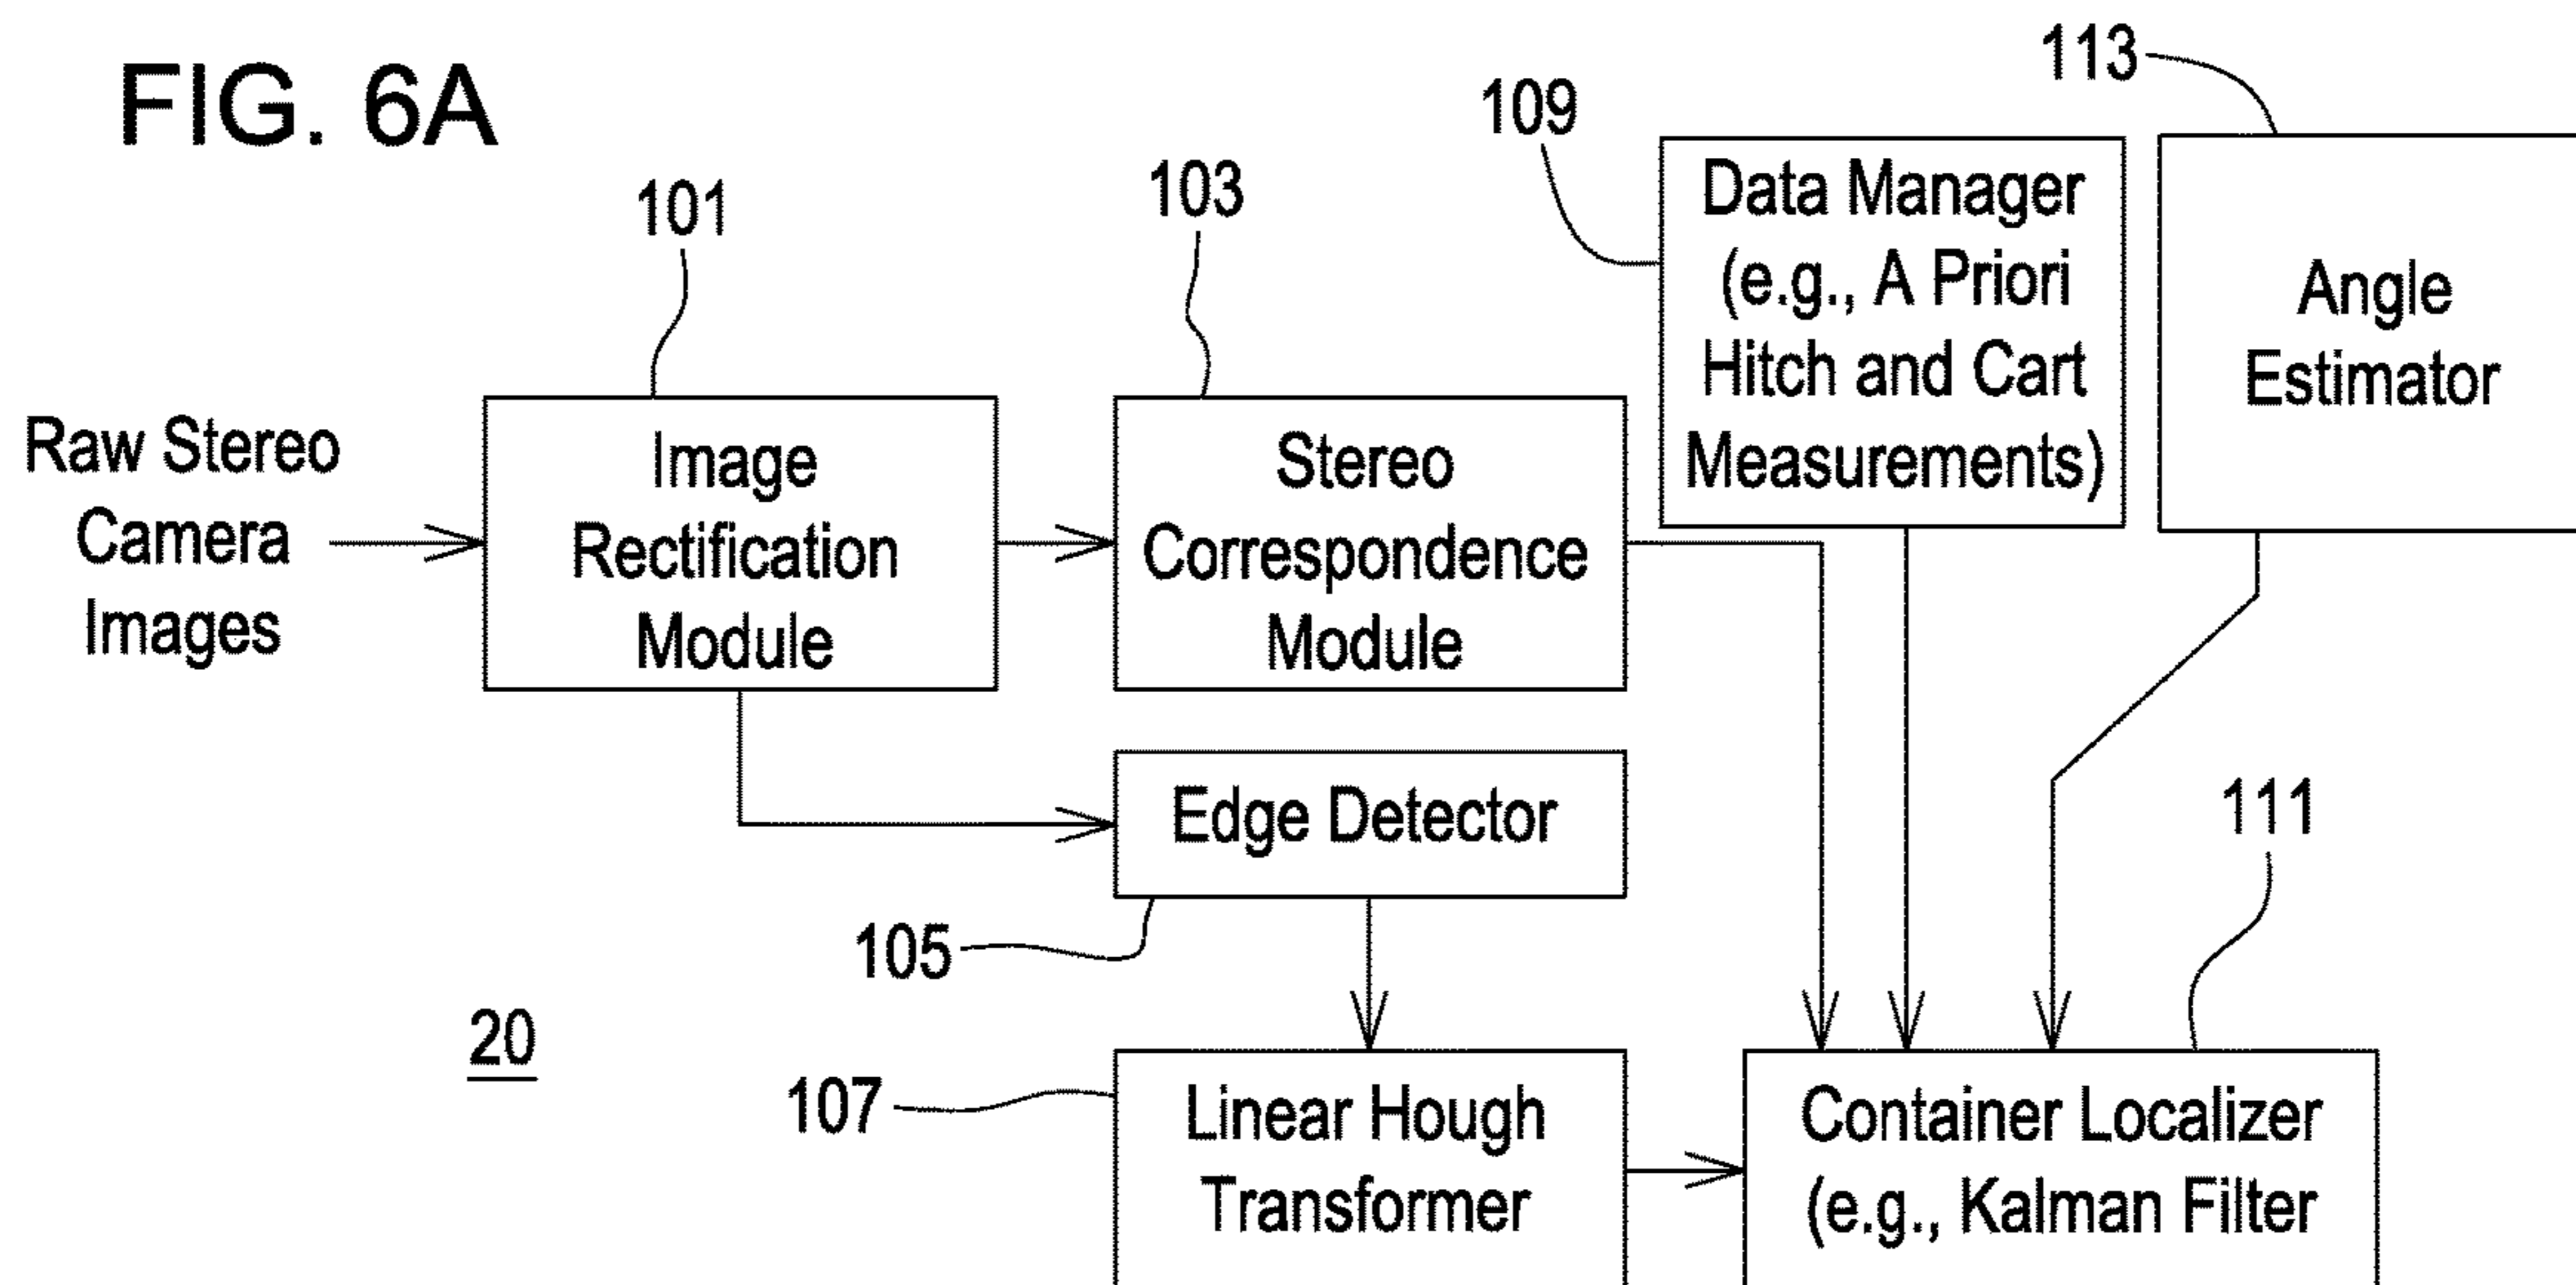 FIG. 6A
113
109
103
101
Data Manager
(e.g., A Priori
Hitch and Cart
Measurements)
Angle
Estimator
Raw Stereo
Camera
Images
Image
Rectification
Module
Stereo
Correspondence
Module
Edge Detector
105
111
20
107
Linear Hough
Transformer
Container Localizer
(e.g., Kalman Filter